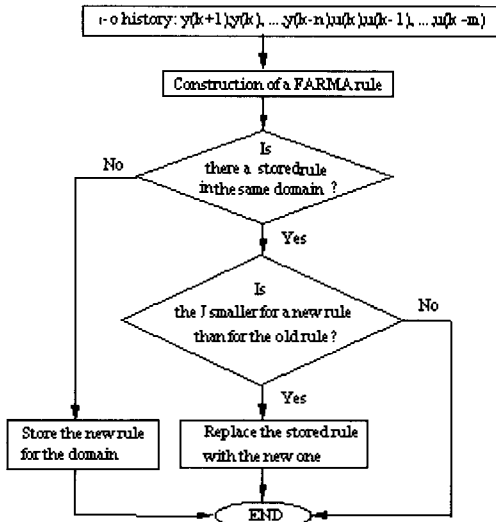 -o history: y(k+1),y(k), ...,y(k-n),u(k),u(k-1), ...,u(k-m)
Construction of a FARMA rule
Is
there a stored rule
in the same domain ?
No
Yes
Is
the J smaller for a new rule
than for the old rule ?
No
Yes
Store the new rule
for the domain
Replace the stored rule
with the new one
END